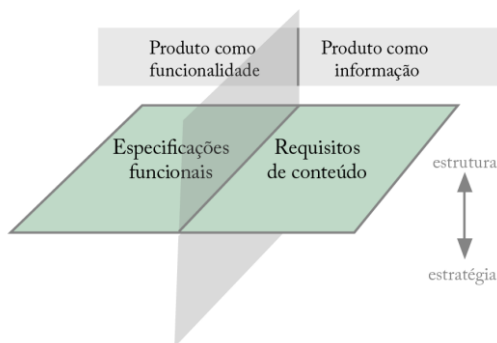 Produto como
funcionalidade
Produto como
informação
Especificações
funcionais
Requisitos
de conteúdo
estrutura
estratégia